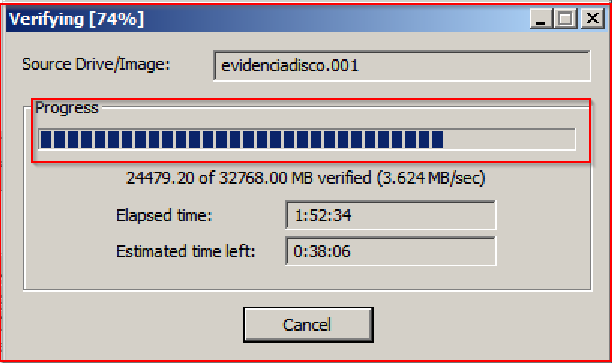 Verifying [74%]
Source Drive/Image: evidenciadisco.001
Progress
24479.20 of 32768.00 MB verified (3.624 MB/sec)
Elapsed time: 1:52:34
Estimated time left: 0:38:06
Cancel